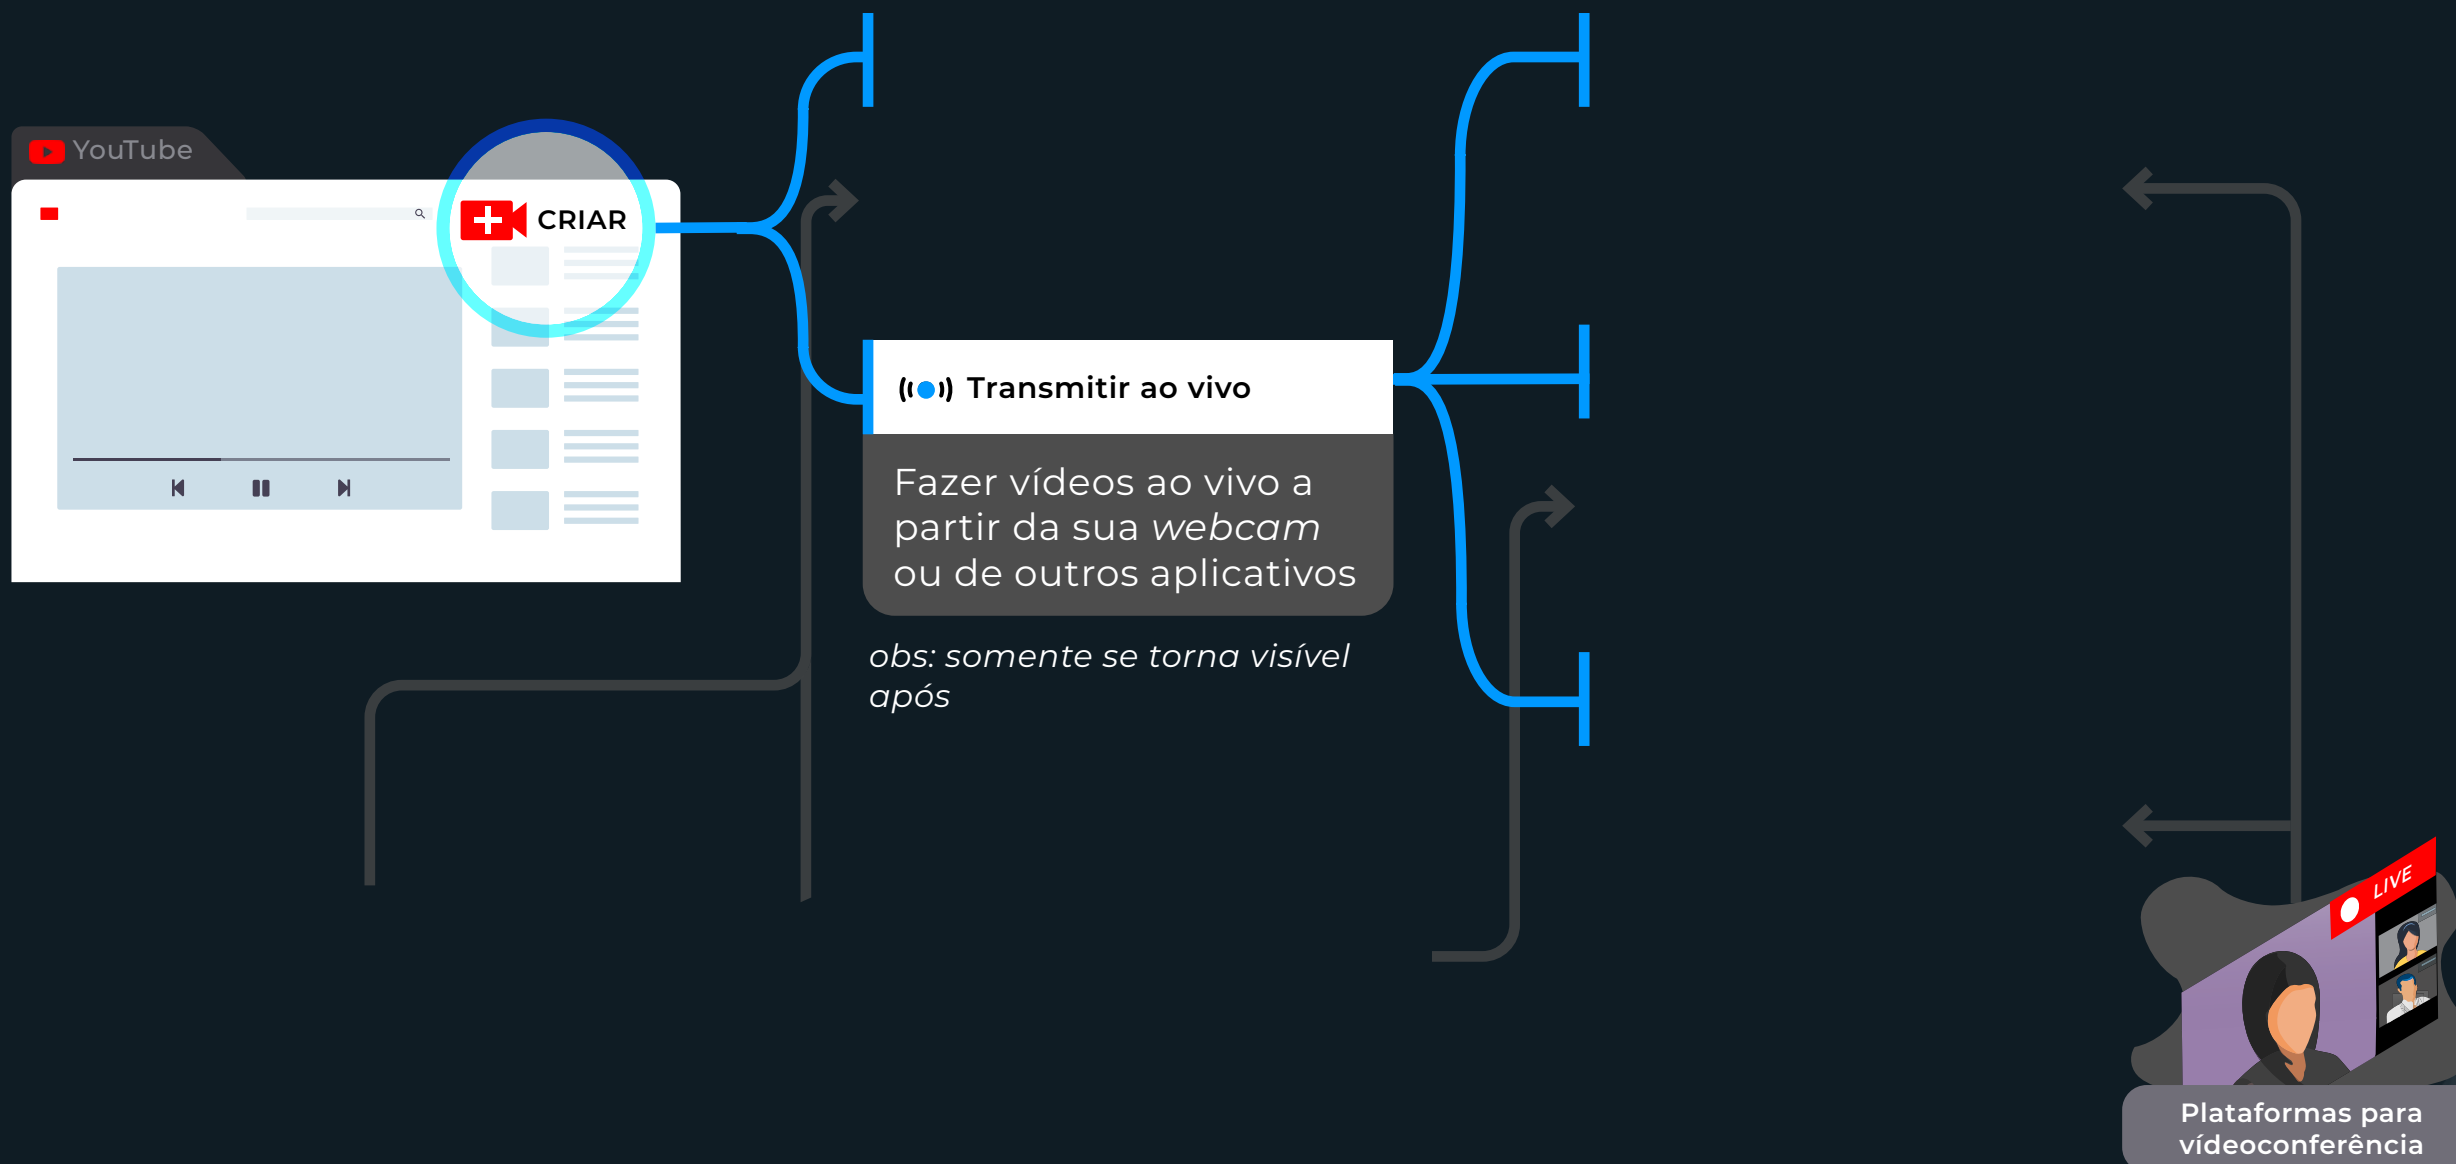 YouTube
CRIAR
Transmitir ao vivo
Fazer vídeos ao vivo a
partir da sua webcam
ou de outros aplicativos
obs: somente se torna visível
após
LIVE
Plataformas para
vídeoconferência